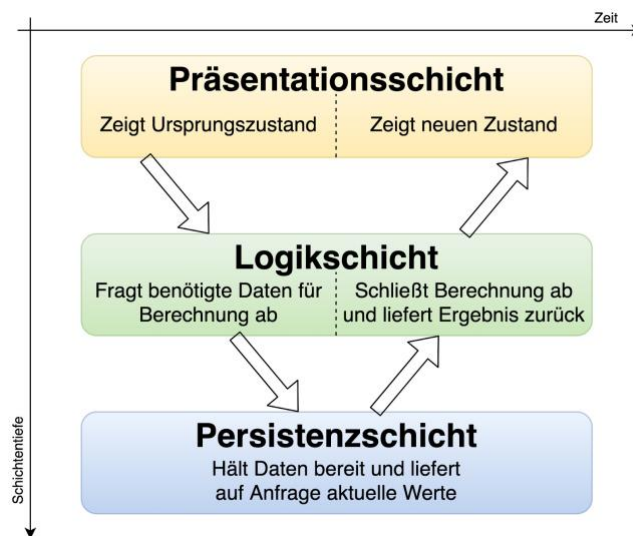 Zeit
Präsentationsschicht
Zeigt Ursprungszustand
Zeigt neuen Zustand
Logikschicht
Fragt benötigte Daten für
Berechnung ab
Schließt Berechnung ab
und liefert Ergebnis zurück
Persistenzschicht
Hält Daten bereit und liefert
auf Anfrage aktuelle Werte
Schichtentiefe